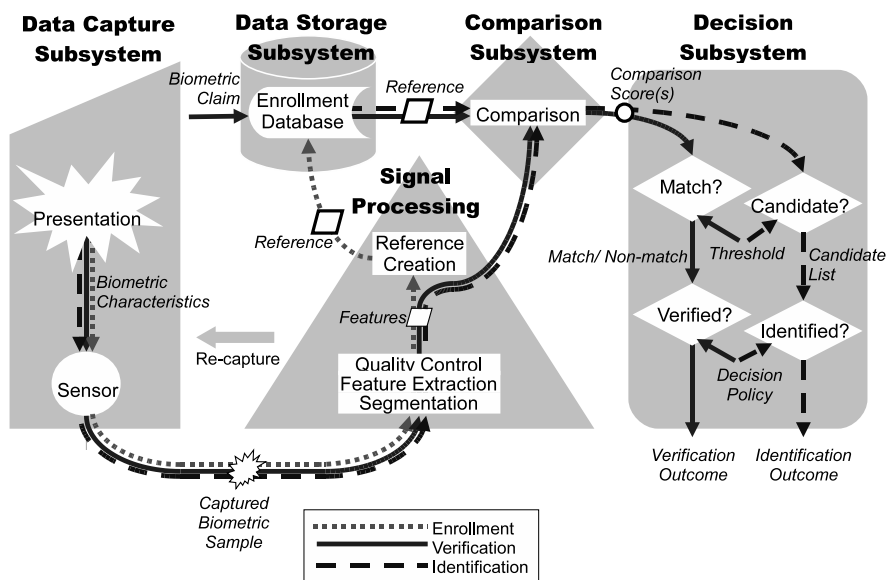 Data Capture
Subsystem
Data Storage
Subsystem
Comparison
Subsystem
Decision
Subsystem
Biometric
Claim
Enrollment
Database
Reference
Comparison
Comparison
Score(s)
Signal
Processing
Presentation
Match?
Candidate?
Reference
Reference
Creation
Match/ Non-match
Threshold
Candidate
List
Biometric
Characteristics
Features
Verified?
Identified?
Re-capture
Sensor
Quality Control
Feature Extraction
Segmentation
Decision
Policy
Verification
Outcome
Identification
Outcome
Captured
Biometric
Sample
Enrollment
Verification
Identification